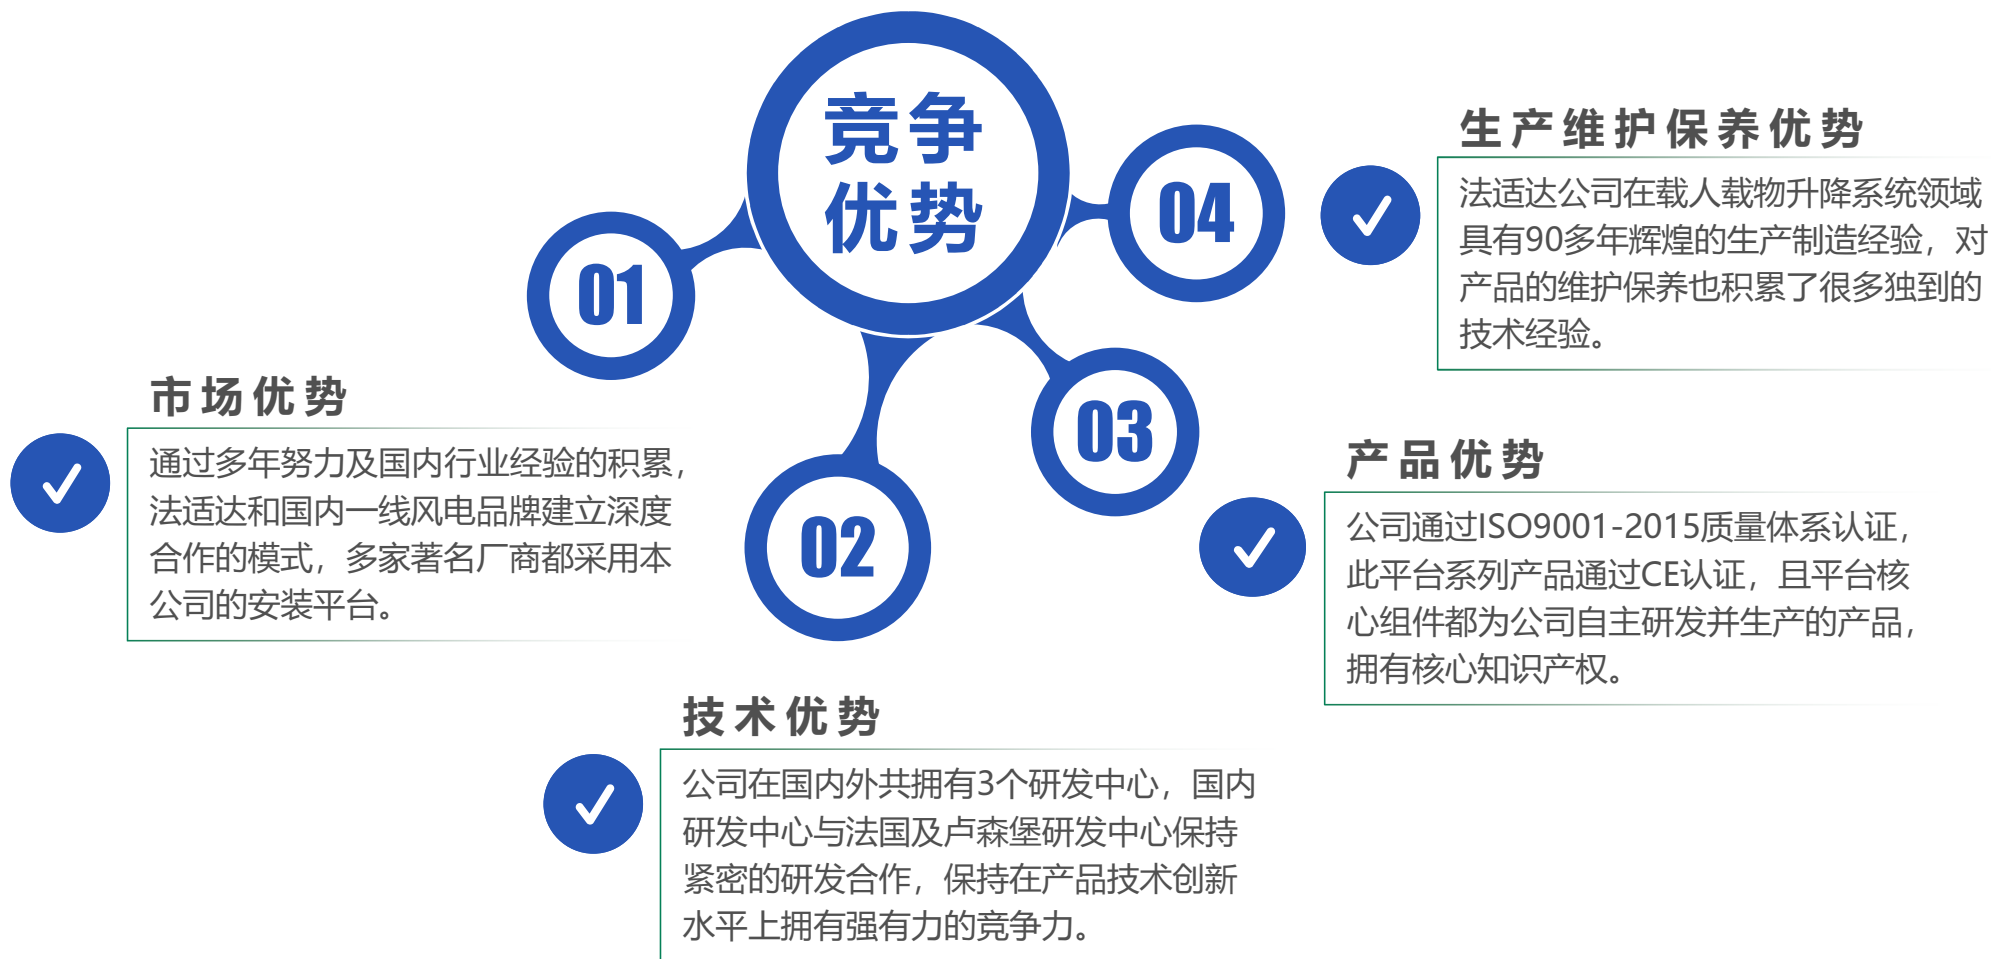 竞争
优势
01
市场优势
通过多年努力及国内行业经验的积累，
法适达和国内一线风电品牌建立深度
合作的模式，多家著名厂商都采用本
公司的安装平台。
02
技术优势
公司在国内外共拥有3个研发中心，国内
研发中心与法国及卢森堡研发中心保持
紧密的研发合作，保持在产品技术创新
水平上拥有强有力的竞争力。
03
产品优势
公司通过ISO9001-2015质量体系认证，
此平台系列产品通过CE认证，且平台核
心组件都为公司自主研发并生产的产品，
拥有核心知识产权。
04
生产维护保养优势
法适达公司在载人载物升降系统领域
具有90多年辉煌的生产制造经验，对
产品的维护保养也积累了很多独到的
技术经验。